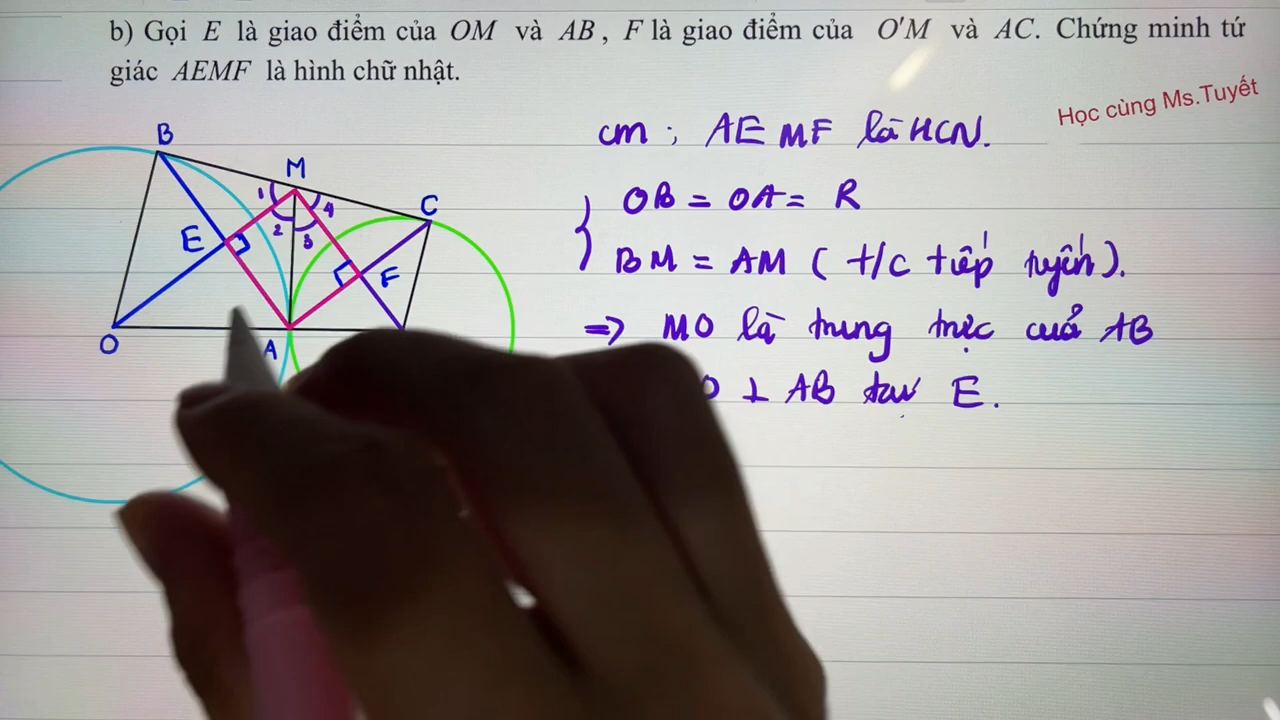 b) Gọi E là giao điểm của OM và AB, F là giao điểm của O'M và AC. Chứng minh tứ
giác AEMF là hình chữ nhật.
Học cùng Ms.Tuyết
cm : AEMF là HCN.
OB = OA = R
BM = AM ( t/c tiếp tuyến).
=> MO là trung trực của AB
⊥ AB tại E.
B
M
1
4
C
2
3
E
F
O
A